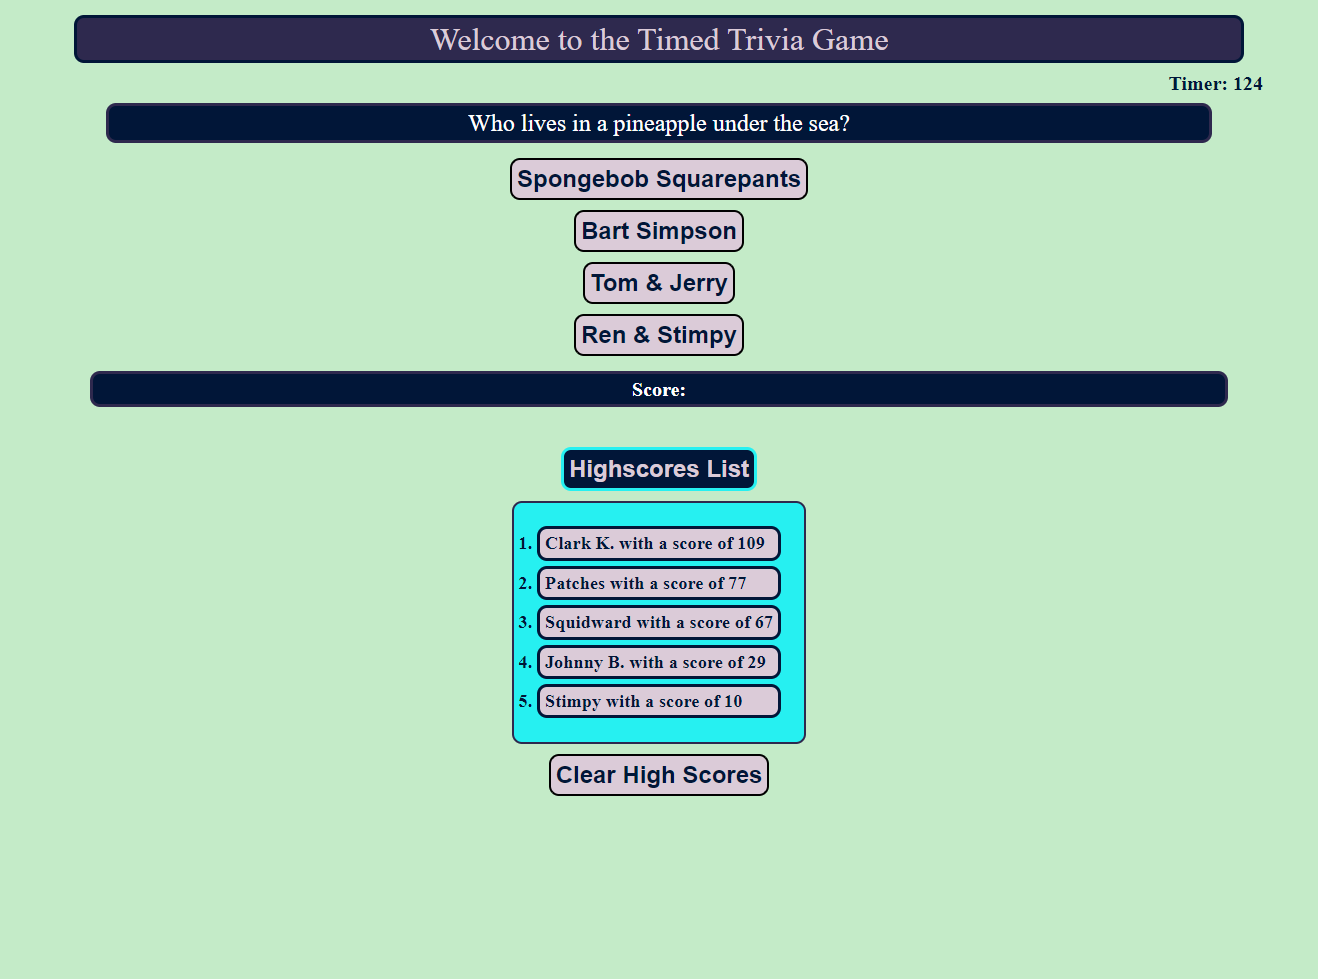 Welcome to the Timed Trivia Game
Timer: 124
Who lives in a pineapple under the sea?
Spongebob Squarepants
Bart Simpson
Tom & Jerry
Ren & Stimpy
Score:
Highscores List
1. Clark K. with a score of 109
2. Patches with a score of 77
3. Squidward with a score of 67
4. Johnny B. with a score of 29
5. Stimpy with a score of 10
Clear High Scores